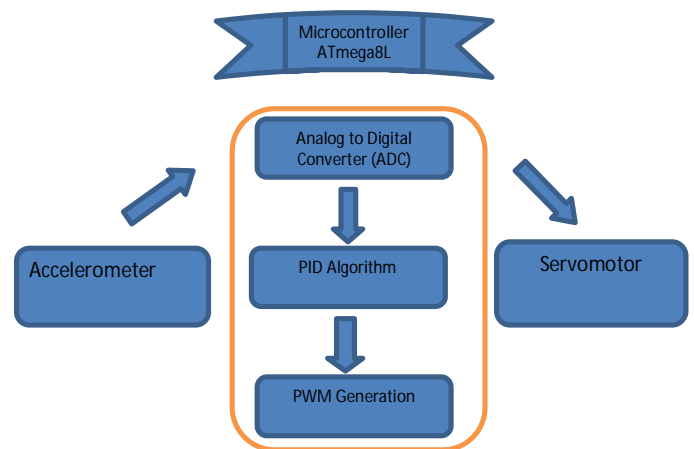 Microcontroller
ATmega8L
Analog to Digital
Converter (ADC)
Accelerometer
PID Algorithm
Servomotor
PWM Generation